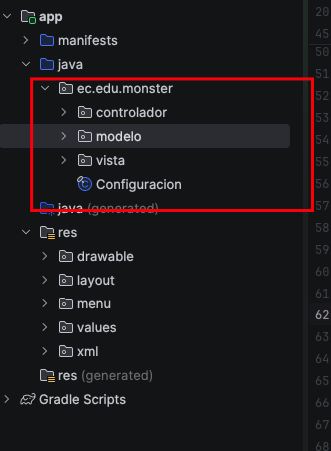 app
manifests
java
ec.edu.monster
controlador
modelo
vista
Configuracion
java (generated)
res
drawable
layout
menu
values
xml
res (generated)
Gradle Scripts
20
45
50
51
52
53
54
55
56
57
58
59
60
61
62
63
64
65
66
67
68